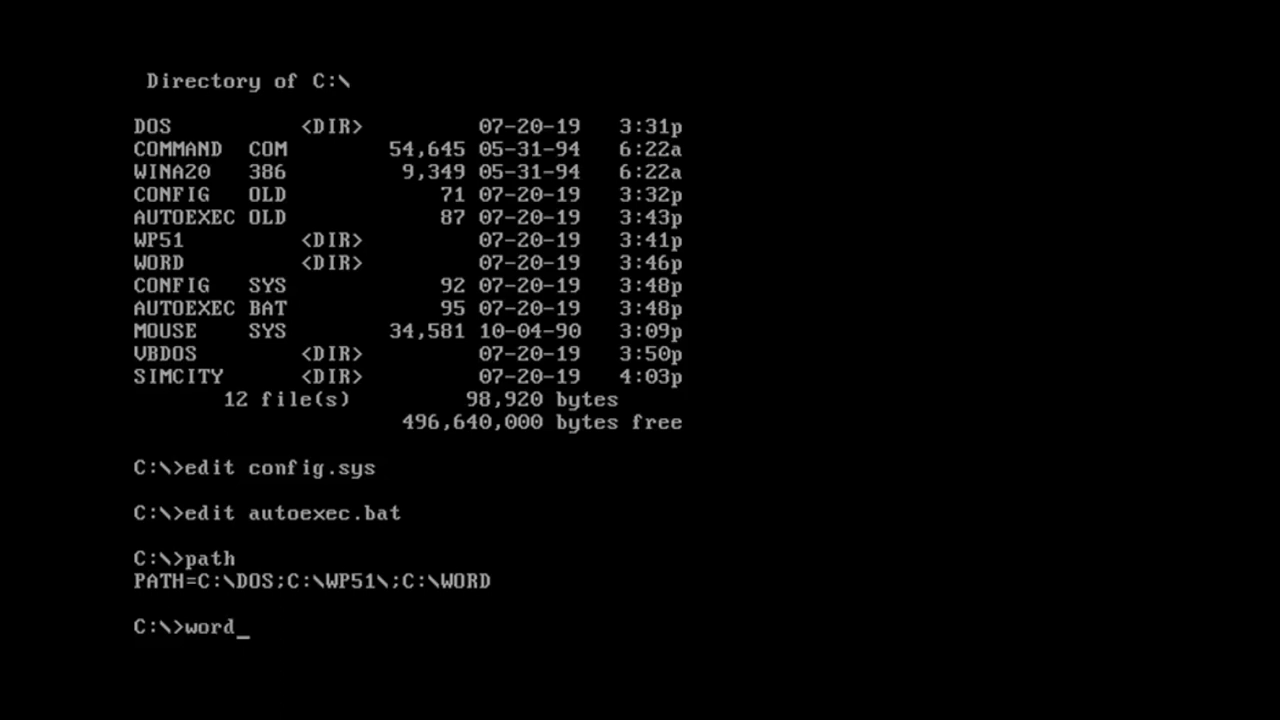 Directory of C:\
DOS <DIR> 07-20-19 3:31p
COMMAND COM 54,645 05-31-94 6:22a
WINA20 386 9,349 05-31-94 6:22a
CONFIG OLD 71 07-20-19 3:32p
AUTOEXEC OLD 87 07-20-19 3:43p
WP51 <DIR> 07-20-19 3:41p
WORD <DIR> 07-20-19 3:46p
CONFIG SYS 92 07-20-19 3:48p
AUTOEXEC BAT 95 07-20-19 3:48p
MOUSE SYS 34,581 10-04-90 3:09p
VBDOS <DIR> 07-20-19 3:50p
SIMCITY <DIR> 07-20-19 4:03p
12 file(s) 98,920 bytes
496,640,000 bytes free
C:\>edit config.sys
C:\>edit autoexec.bat
C:\>path
PATH=C:\DOS;C:\WP51\;C:\WORD
C:\>word_